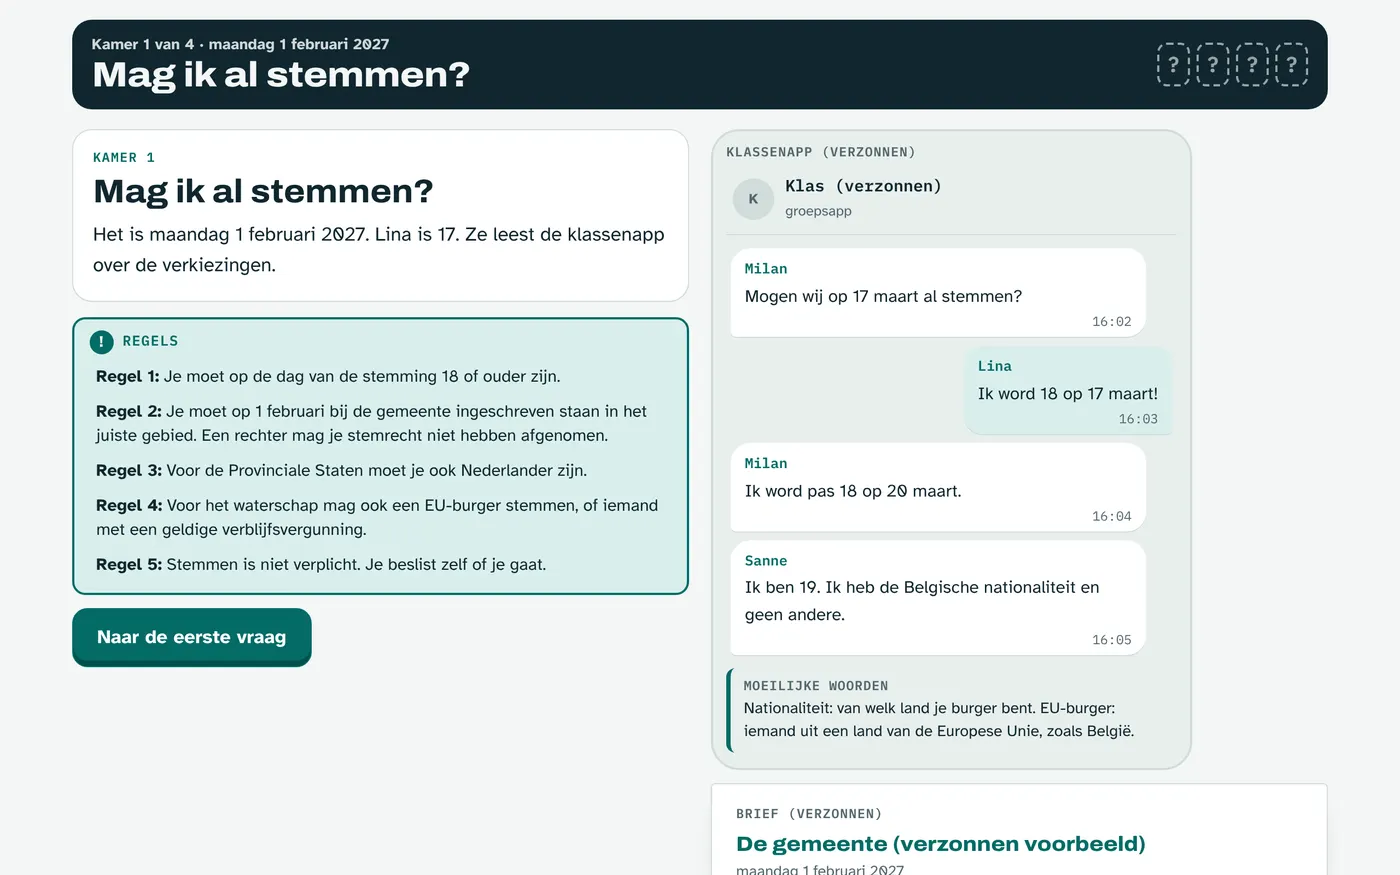 Kamer 1 van 4 · maandag 1 februari 2027
Mag ik al stemmen?
? ? ? ?
KAMER 1
Mag ik al stemmen?
Het is maandag 1 februari 2027. Lina is 17. Ze leest de klassenapp
over de verkiezingen.
! REGELS
Regel 1: Je moet op de dag van de stemming 18 of ouder zijn.
Regel 2: Je moet op 1 februari bij de gemeente ingeschreven staan in het
juiste gebied. Een rechter mag je stemrecht niet hebben afgenomen.
Regel 3: Voor de Provinciale Staten moet je ook Nederlander zijn.
Regel 4: Voor het waterschap mag ook een EU-burger stemmen, of iemand
met een geldige verblijfsvergunning.
Regel 5: Stemmen is niet verplicht. Je beslist zelf of je gaat.
Naar de eerste vraag
KLASSENAPP (VERZONNEN)
K
Klas (verzonnen)
groepsapp
Milan
Mogen wij op 17 maart al stemmen?
16:02
Lina
Ik word 18 op 17 maart!
16:03
Milan
Ik word pas 18 op 20 maart.
16:04
Sanne
Ik ben 19. Ik heb de Belgische nationaliteit en
geen andere.
16:05
MOEILIJKE WOORDEN
Nationaliteit: van welk land je burger bent. EU-burger:
iemand uit een land van de Europese Unie, zoals België.
BRIEF (VERZONNEN)
De gemeente (verzonnen voorbeeld)
maandag 1 februari 2027